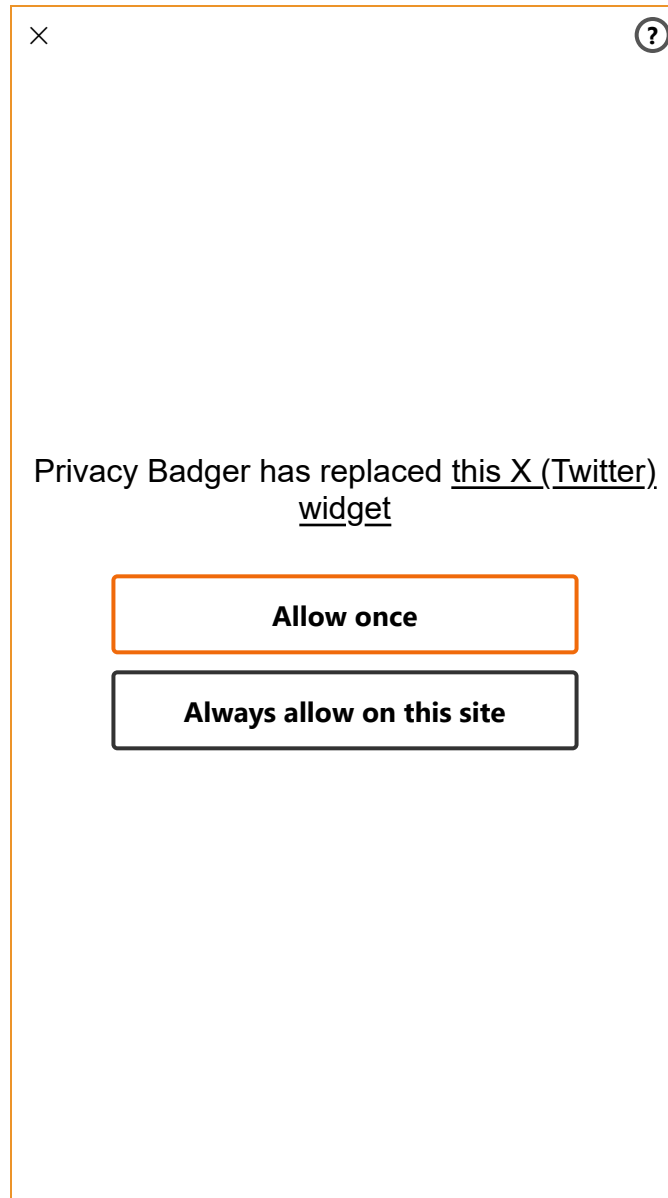 ?
Privacy Badger has replaced this X (Twitter)
widget
Allow once
Always allow on this site